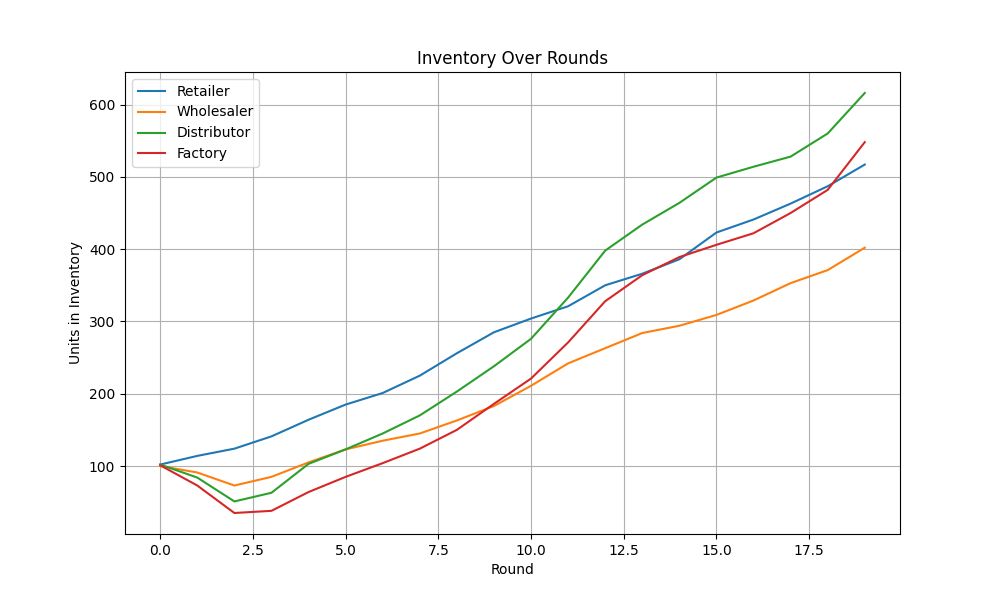 Inventory Over Rounds
Retailer
Wholesaler
Distributor
Factory
600
500
400
300
200
100
Units in Inventory
0.0 2.5 5.0 7.5 10.0 12.5 15.0 17.5
Round